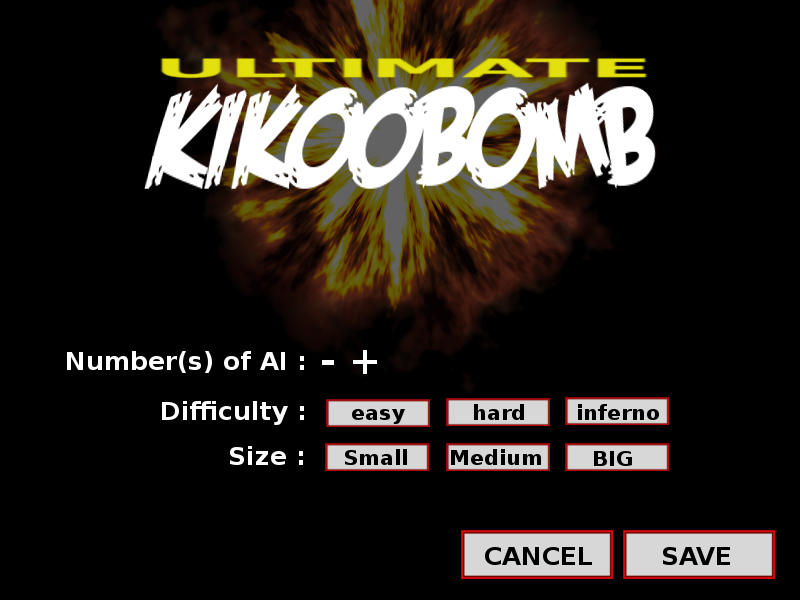 ULTIMATE
KIKOOBOMB
Number(s) of AI : - +
Difficulty : easy hard inferno
Size : Small Medium BIG
CANCEL SAVE